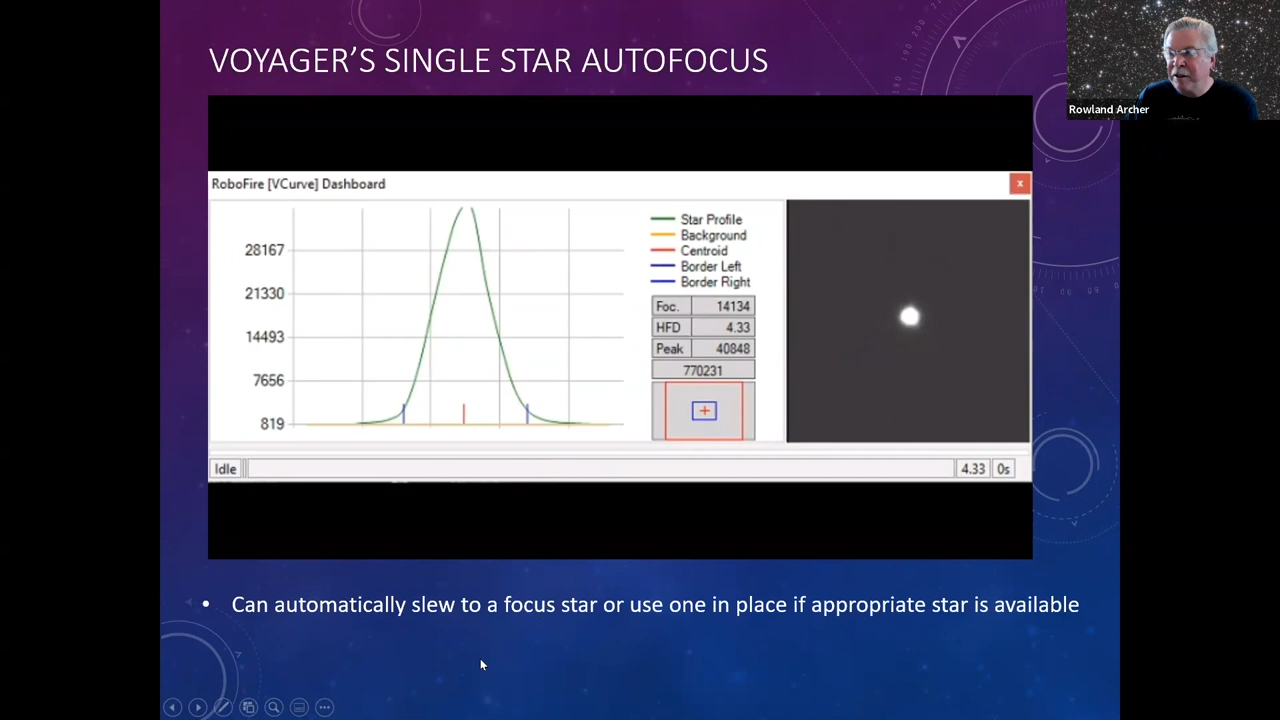 VOYAGER'S SINGLE STAR AUTOFOCUS
Rowland Archer
RoboFire [VCurve] Dashboard
x
28167
21330
14493
7656
819
Star Profile
Background
Centroid
Border Left
Border Right
Foc. 14134
HFD 4.33
Peak 40848
770231
Idle
4.33 0s
• Can automatically slew to a focus star or use one in place if appropriate star is available